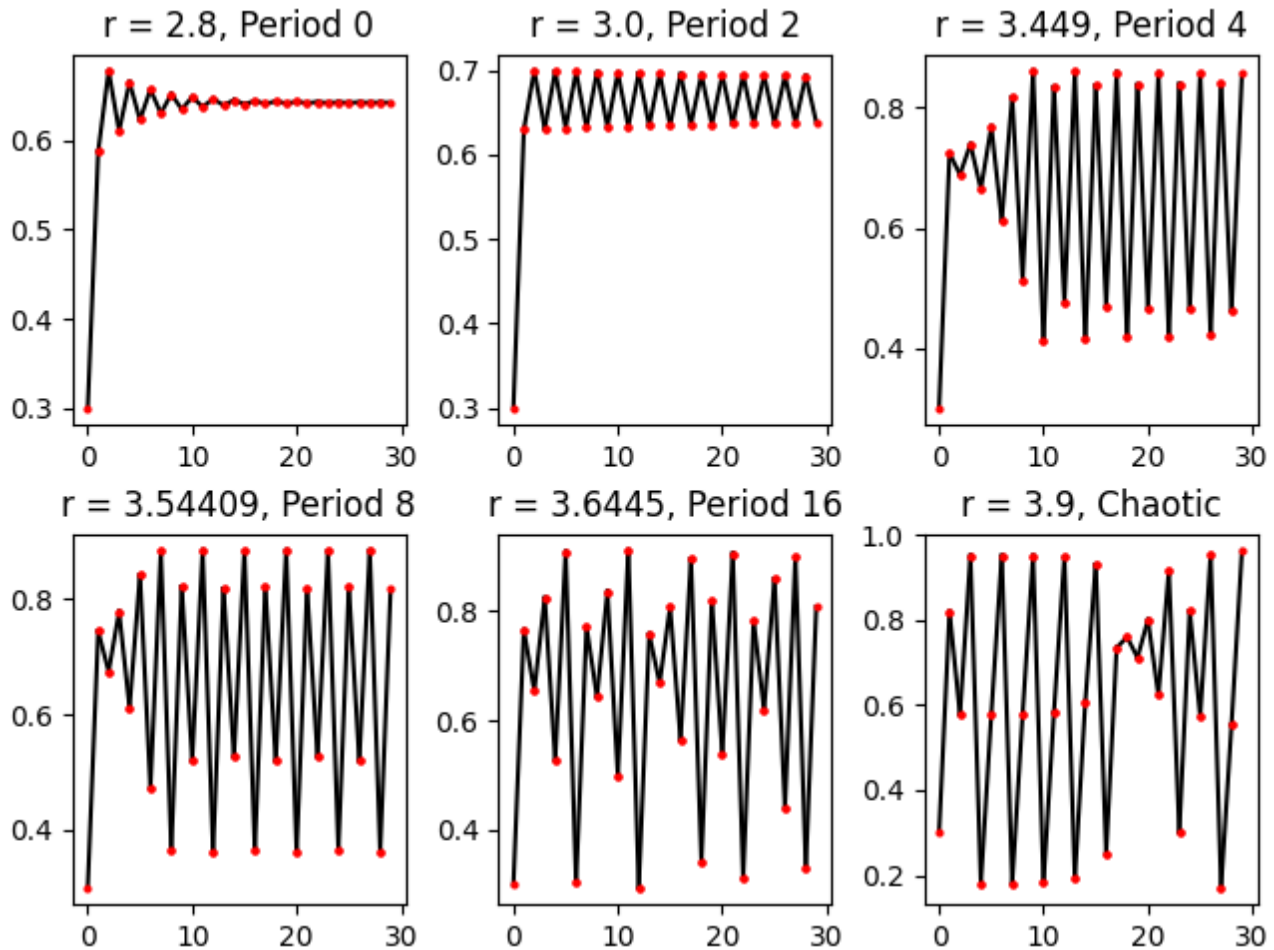 r = 2.8, Period 0
r = 3.0, Period 2
r = 3.449, Period 4
0.6
0.5
0.4
0.3
0 10 20 30
0.7
0.6
0.5
0.4
0.3
0 10 20 30
0.8
0.6
0.4
0 10 20 30
r = 3.54409, Period 8
r = 3.6445, Period 16
r = 3.9, Chaotic
0.8
0.6
0.4
0 10 20 30
0.8
0.6
0.4
0 10 20 30
1.0
0.8
0.6
0.4
0.2
0 10 20 30